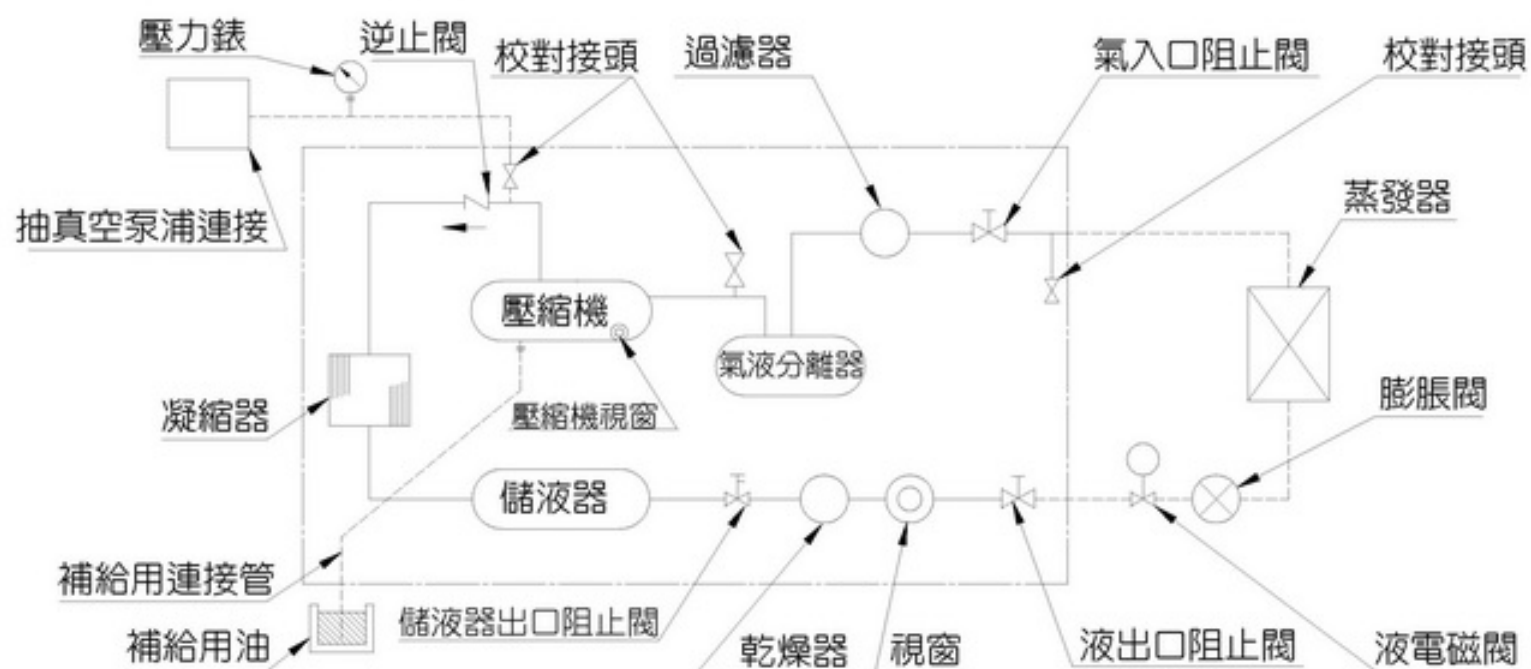 壓力錶
逆止閥
校對接頭
過濾器
氣入口阻止閥
校對接頭
抽真空泵浦連接
蒸發器
壓縮機
氣液分離器
凝縮器
壓縮機視窗
膨脹閥
儲液器
補給用連接管
儲液器出口阻止閥
補給用油
乾燥器
視窗
液出口阻止閥
液電磁閥